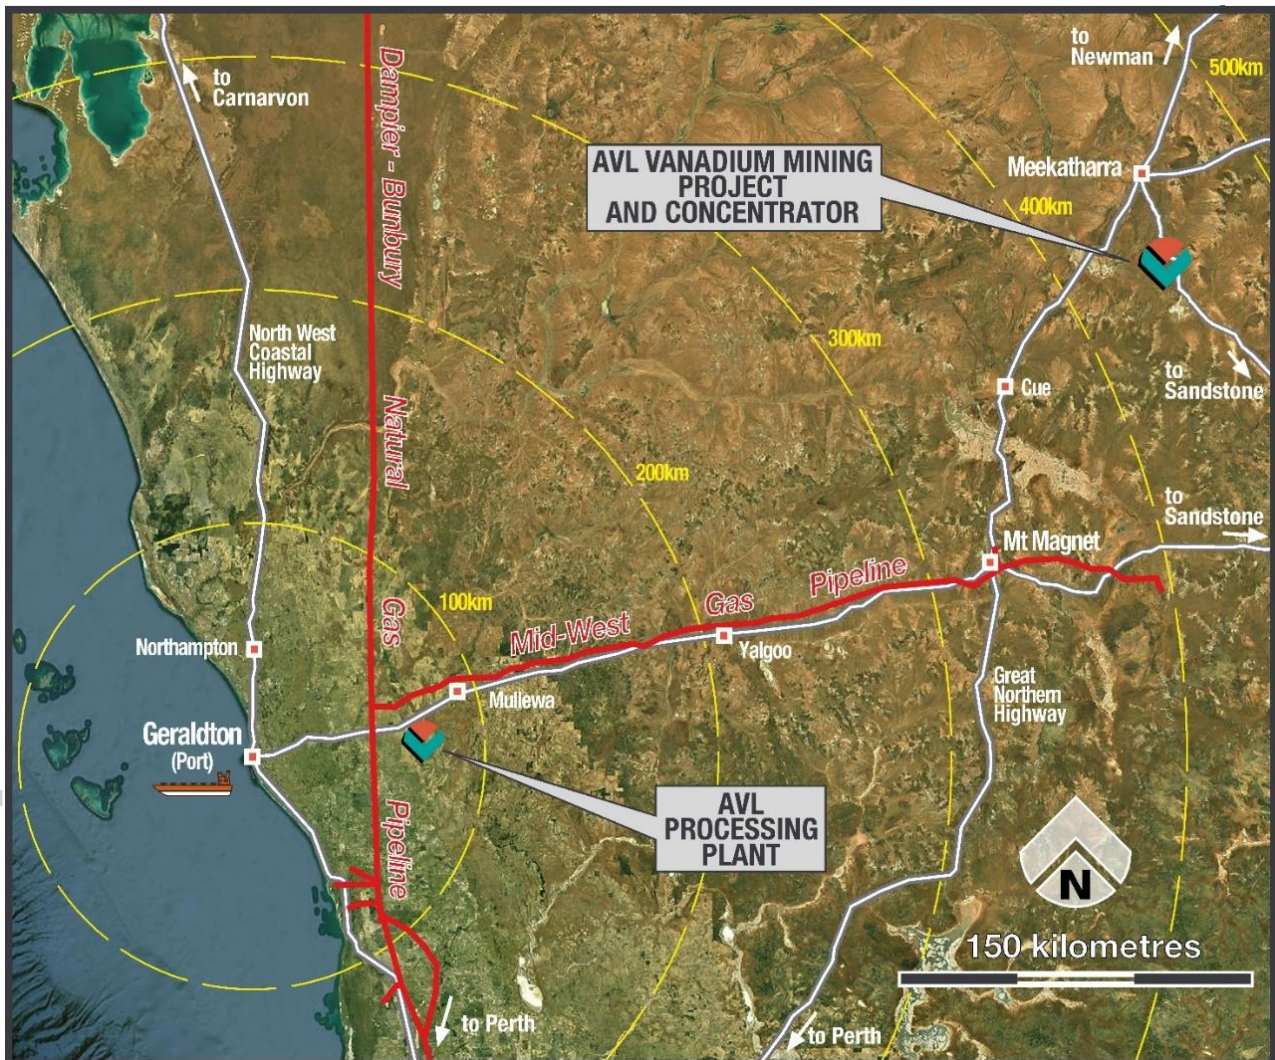 to
Carnarvon
Dampier - Bunbury
Natural
Gas
Pipeline
to
Newman
500km
AVL VANADIUM MINING
PROJECT
AND CONCENTRATOR
Meekatharra
400km
North West
Coastal
Highway
300km
to
Sandstone
Cue
200km
to
Sandstone
Mt Magnet
Mid-West Gas Pipeline
100km
Northampton
Yalgoo
Mullewa
Great
Northern
Highway
Geraldton
(Port)
AVL
PROCESSING
PLANT
N
150 kilometres
to Perth
to Perth